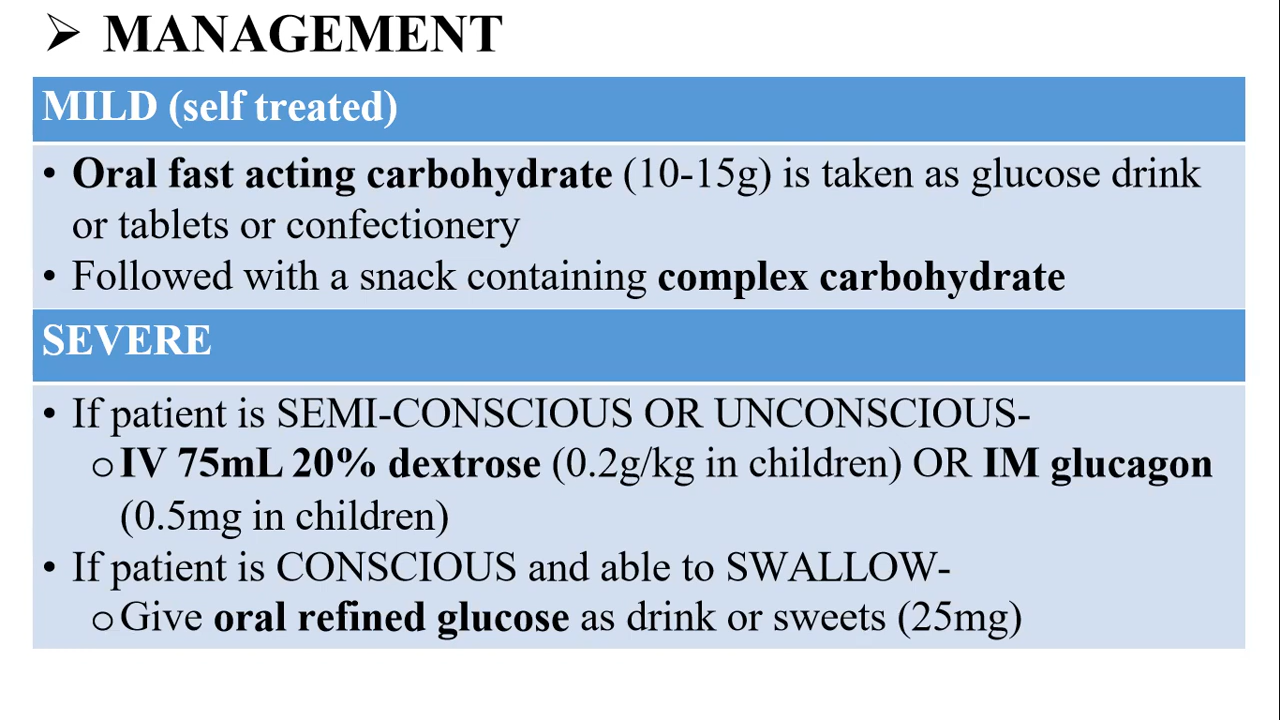 ➢ MANAGEMENT
MILD (self treated)
• Oral fast acting carbohydrate (10-15g) is taken as glucose drink
or tablets or confectionery
• Followed with a snack containing complex carbohydrate
SEVERE
• If patient is SEMI-CONSCIOUS OR UNCONSCIOUS-
o IV 75mL 20% dextrose (0.2g/kg in children) OR IM glucagon
(0.5mg in children)
• If patient is CONSCIOUS and able to SWALLOW-
o Give oral refined glucose as drink or sweets (25mg)